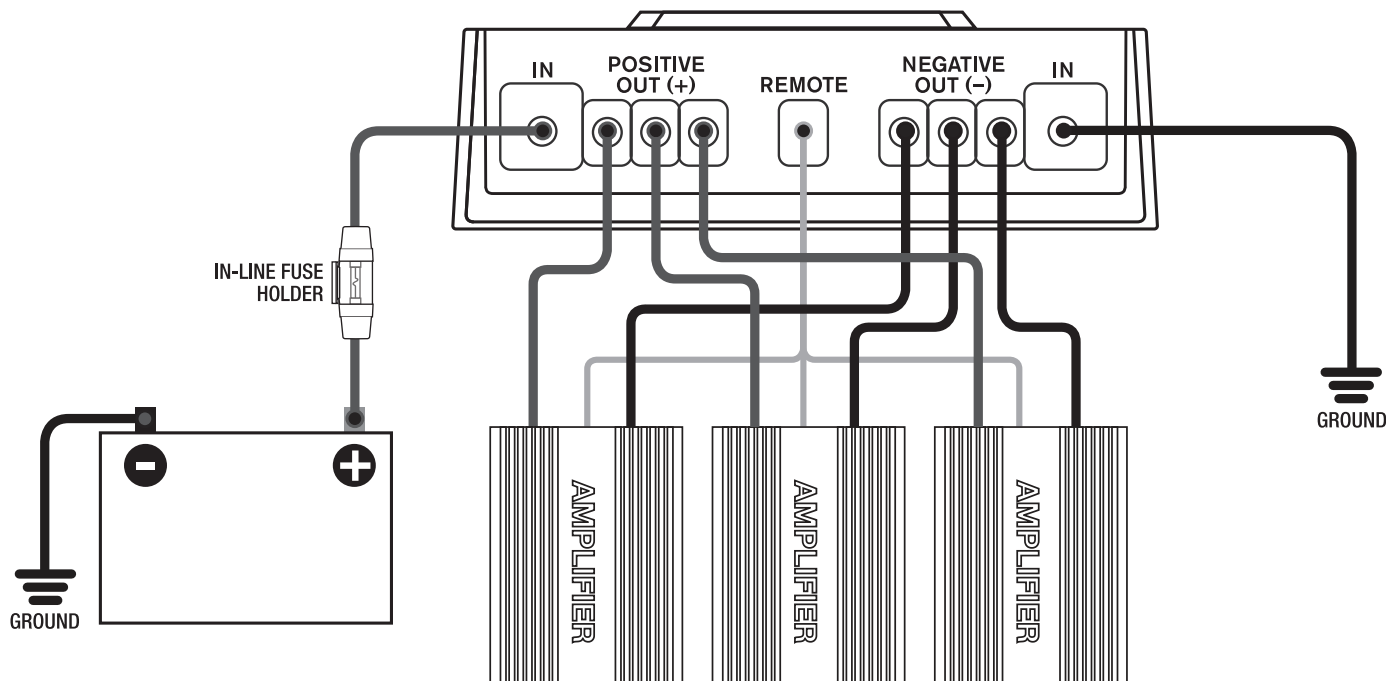 IN
POSITIVE
OUT (+)
REMOTE
NEGATIVE
OUT (-)
IN
IN-LINE FUSE
HOLDER
GROUND
AMPLIFIER
AMPLIFIER
AMPLIFIER
GROUND